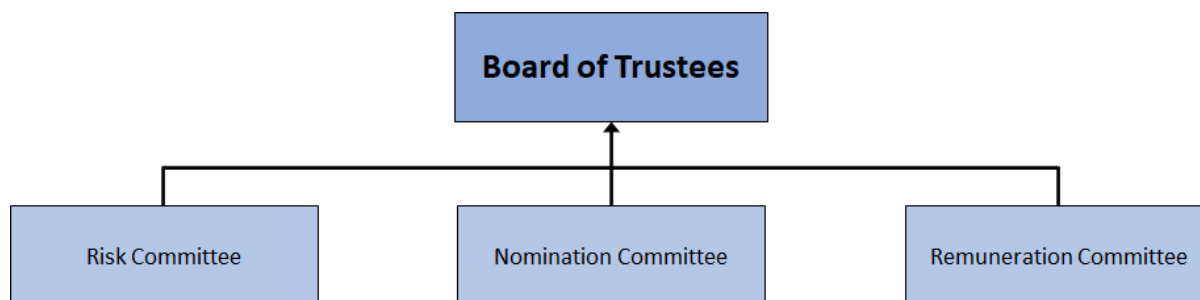 Board of Trustees
Risk Committee
Nomination Committee
Remuneration Committee